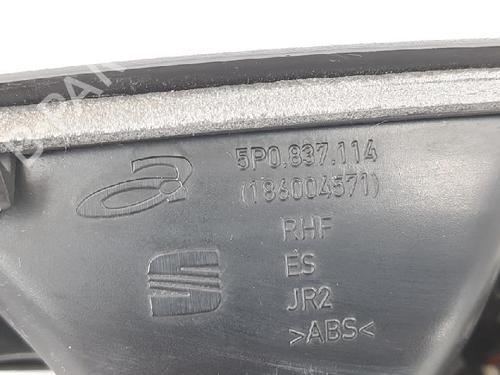 5P0.837.114
(186004571)
RHF
ES
JR2
>ABS<